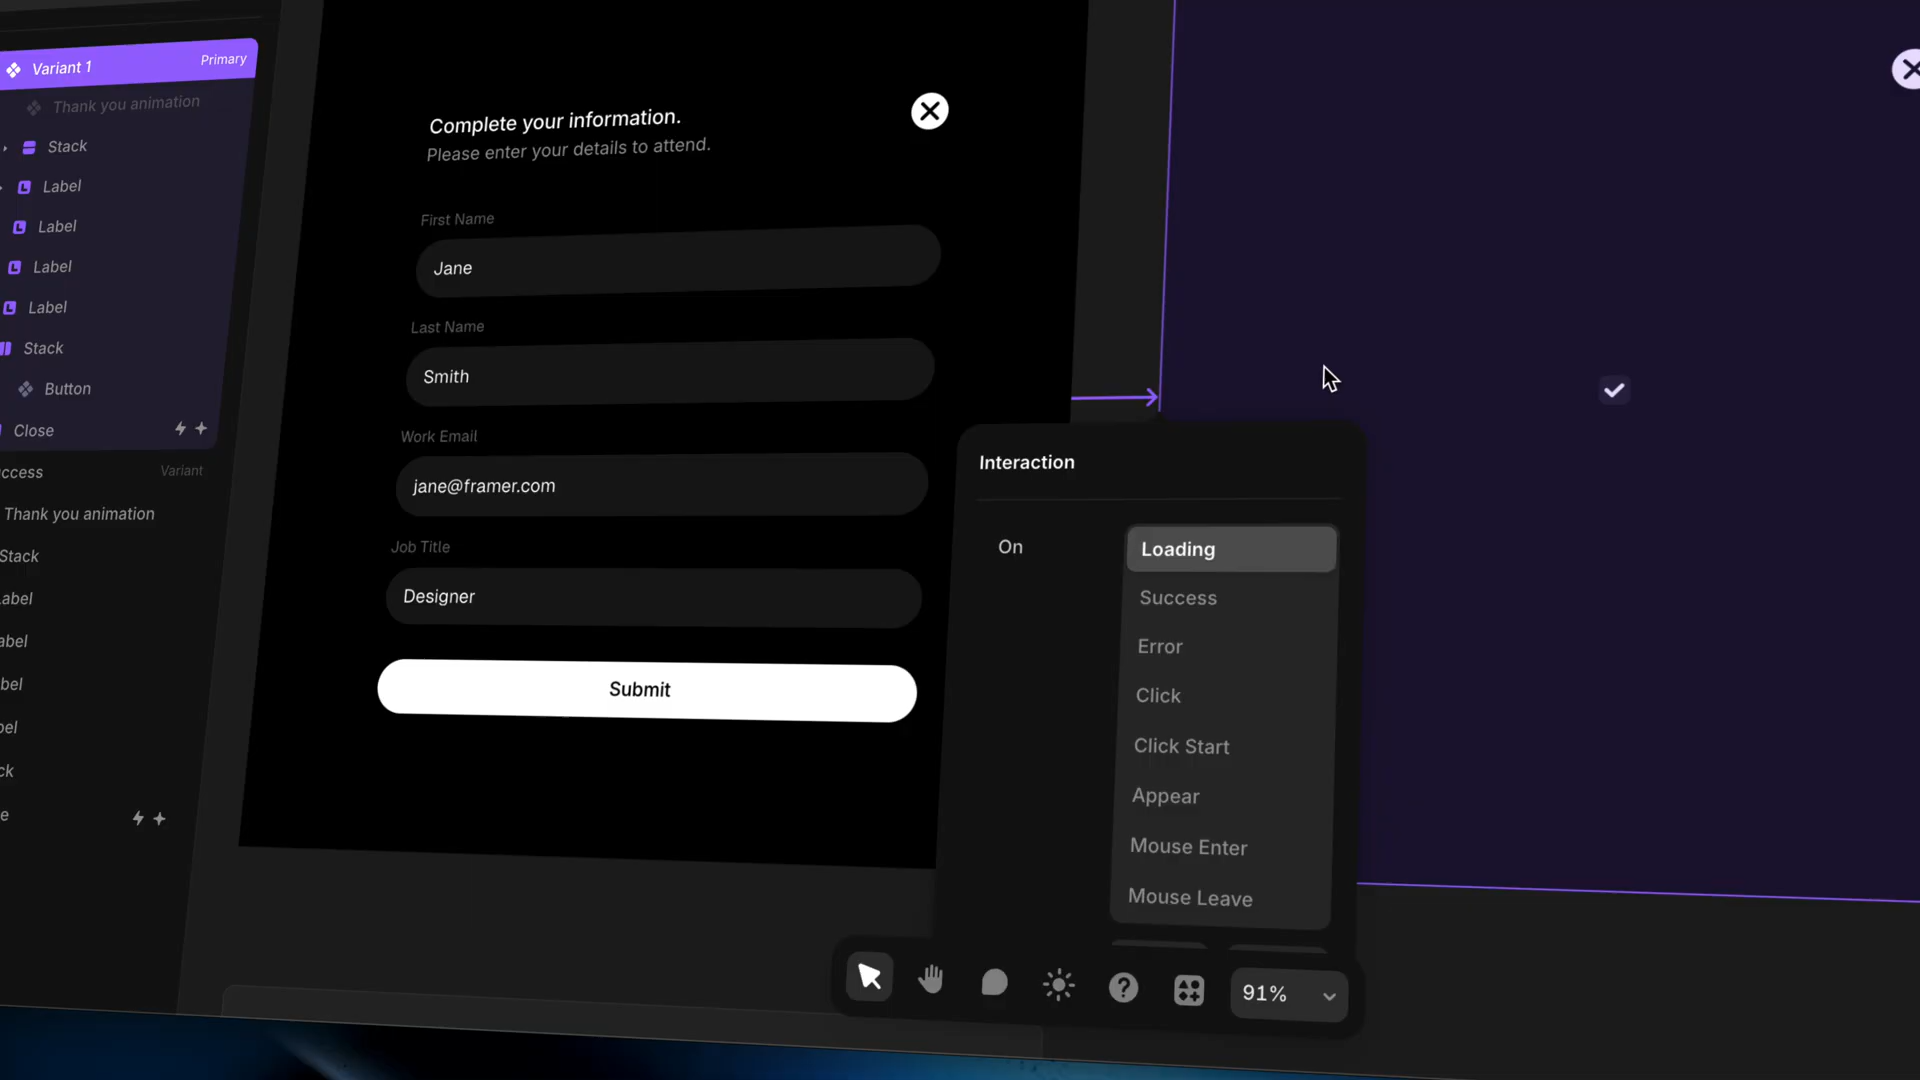 Variant 1
Primary
Thank you animation
Stack
Label
Label
Label
Label
Stack
Button
Close
ccess
Variant
Thank you animation
Stack
abel
abel
bel
bel
ck
e
Complete your information.
Please enter your details to attend.
First Name
Jane
Last Name
Smith
Work Email
jane@framer.com
Job Title
Designer
Submit
Interaction
On
Loading
Success
Error
Click
Click Start
Appear
Mouse Enter
Mouse Leave
91%